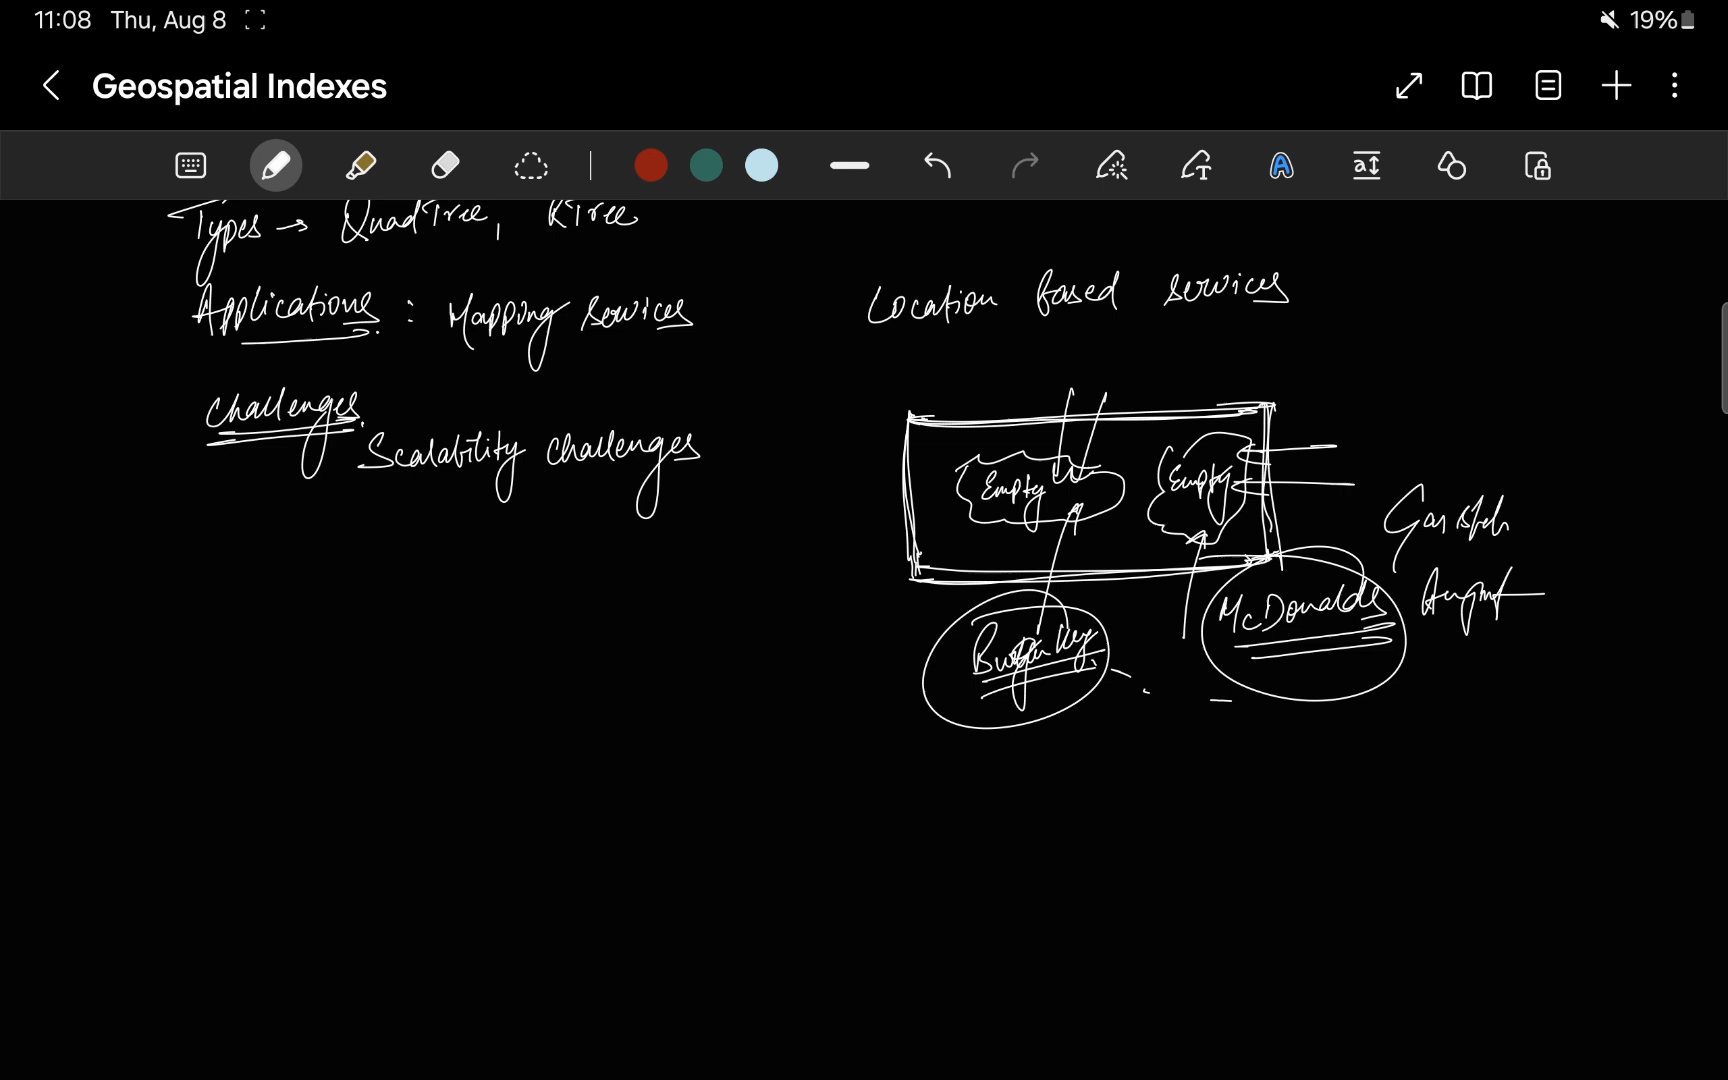 11:08 Thu, Aug 8 19%
Geospatial Indexes
Types → QuadTree, RTree
Applications : Mapping Services Location based services
Challenges
Scalability challenges
Empty Empty
McDonalds
Burger King